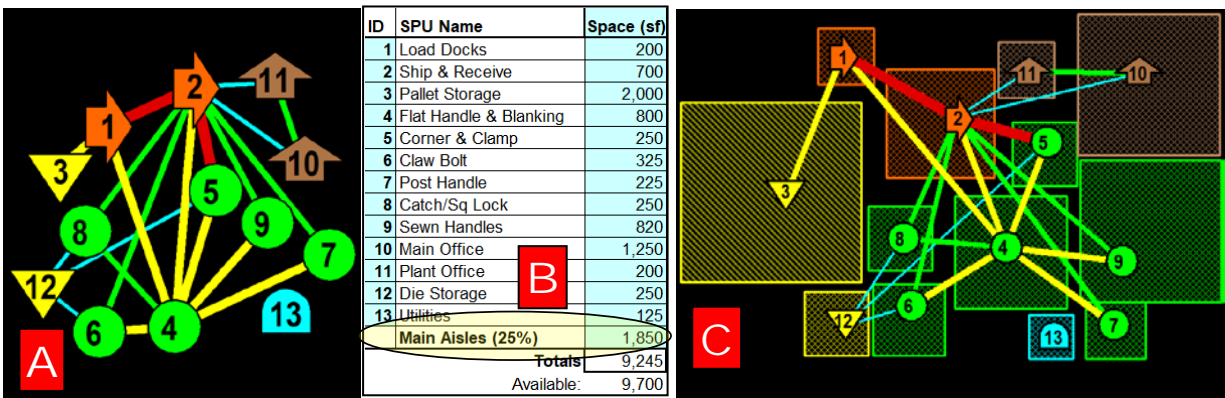 1
2
3
4
5
6
7
8
9
10
11
12
13
A
ID SPU Name Space (sf)
1 Load Docks 200
2 Ship & Receive 700
3 Pallet Storage 2,000
4 Flat Handle & Blanking 800
5 Corner & Clamp 250
6 Claw Bolt 325
7 Post Handle 225
8 Catch/Sq Lock 250
9 Sewn Handles 820
10 Main Office 1,250
11 Plant Office 200
12 Die Storage 250
13 Utilities 125
Main Aisles (25%) 1,850
Totals 9,245
Available: 9,700
B
1
2
3
4
5
6
7
8
9
10
11
12
13
C